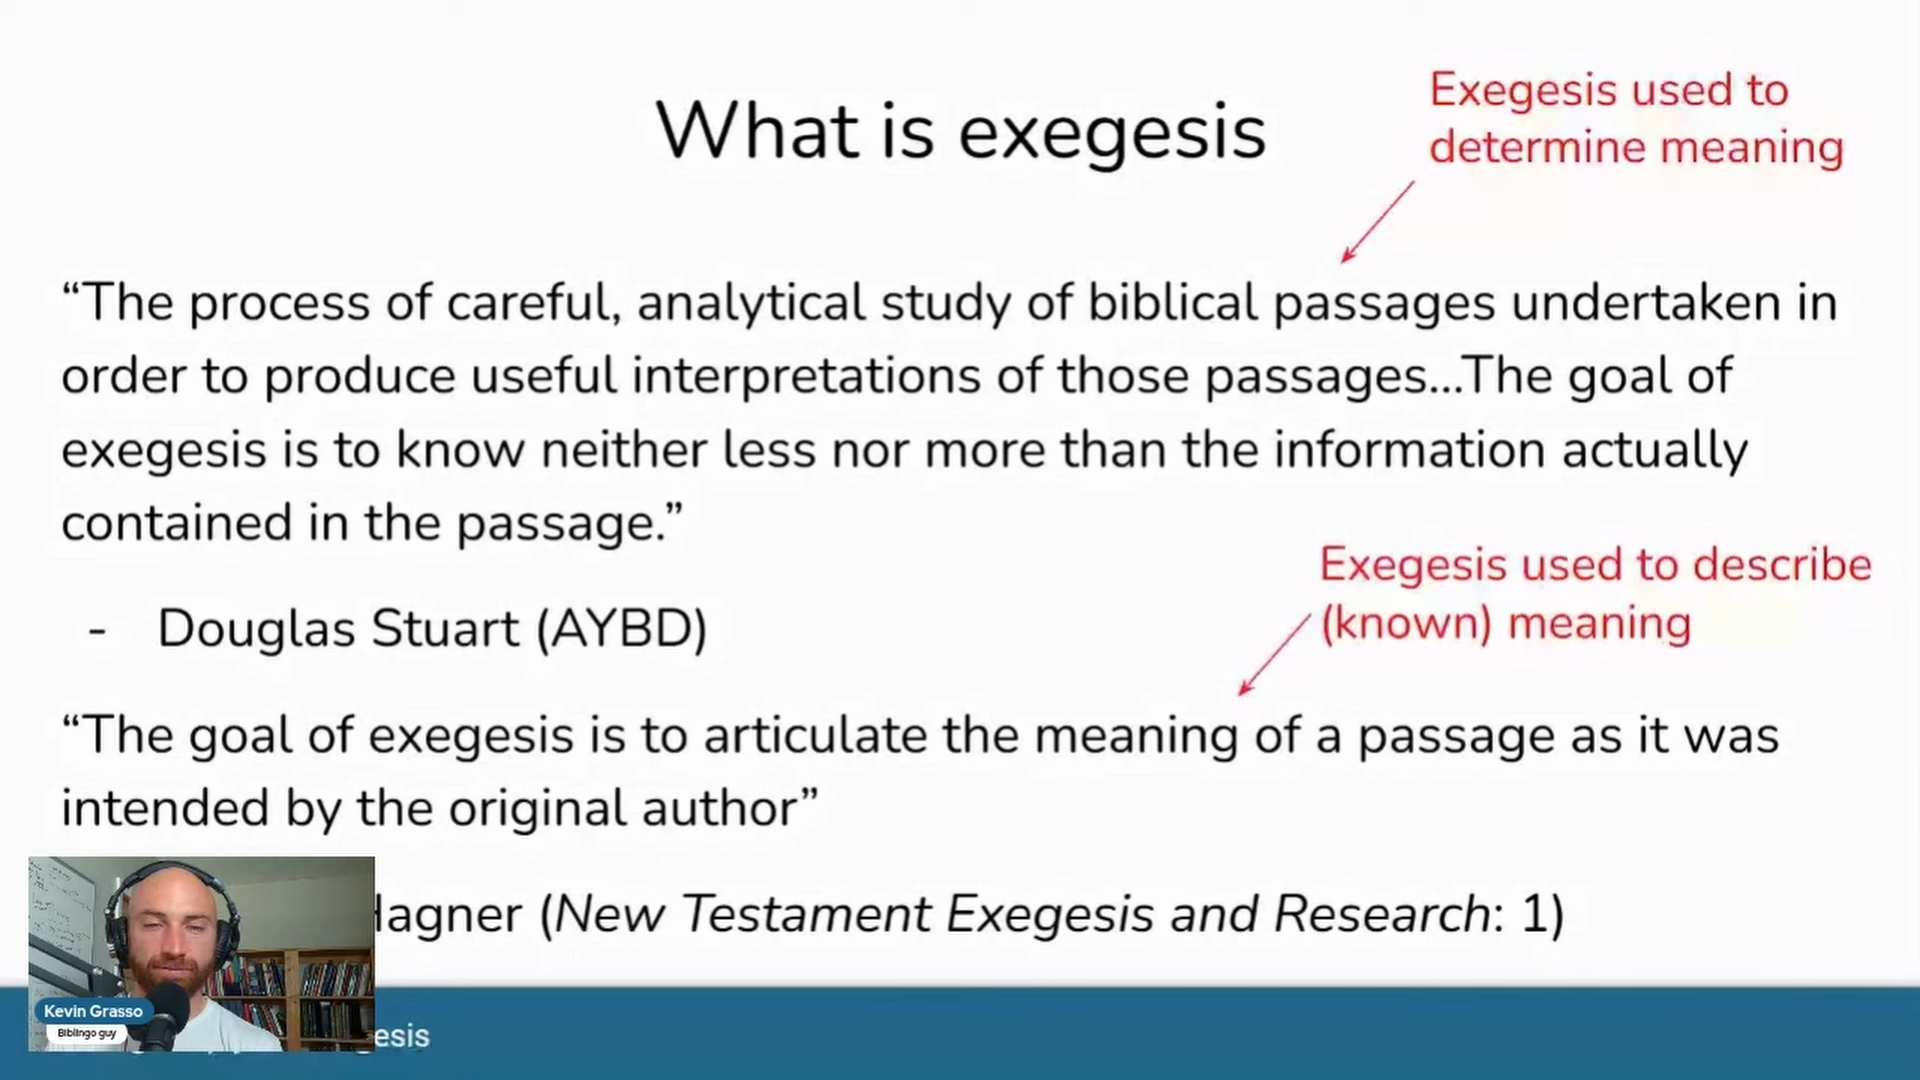 Exegesis used to
determine meaning
What is exegesis
“The process of careful, analytical study of biblical passages undertaken in
order to produce useful interpretations of those passages...The goal of
exegesis is to know neither less nor more than the information actually
contained in the passage.”
Exegesis used to describe
(known) meaning
- Douglas Stuart (AYBD)
“The goal of exegesis is to articulate the meaning of a passage as it was
intended by the original author”
Hagner (New Testament Exegesis and Research: 1)
Kevin Grasso
Biblingo guy
esis